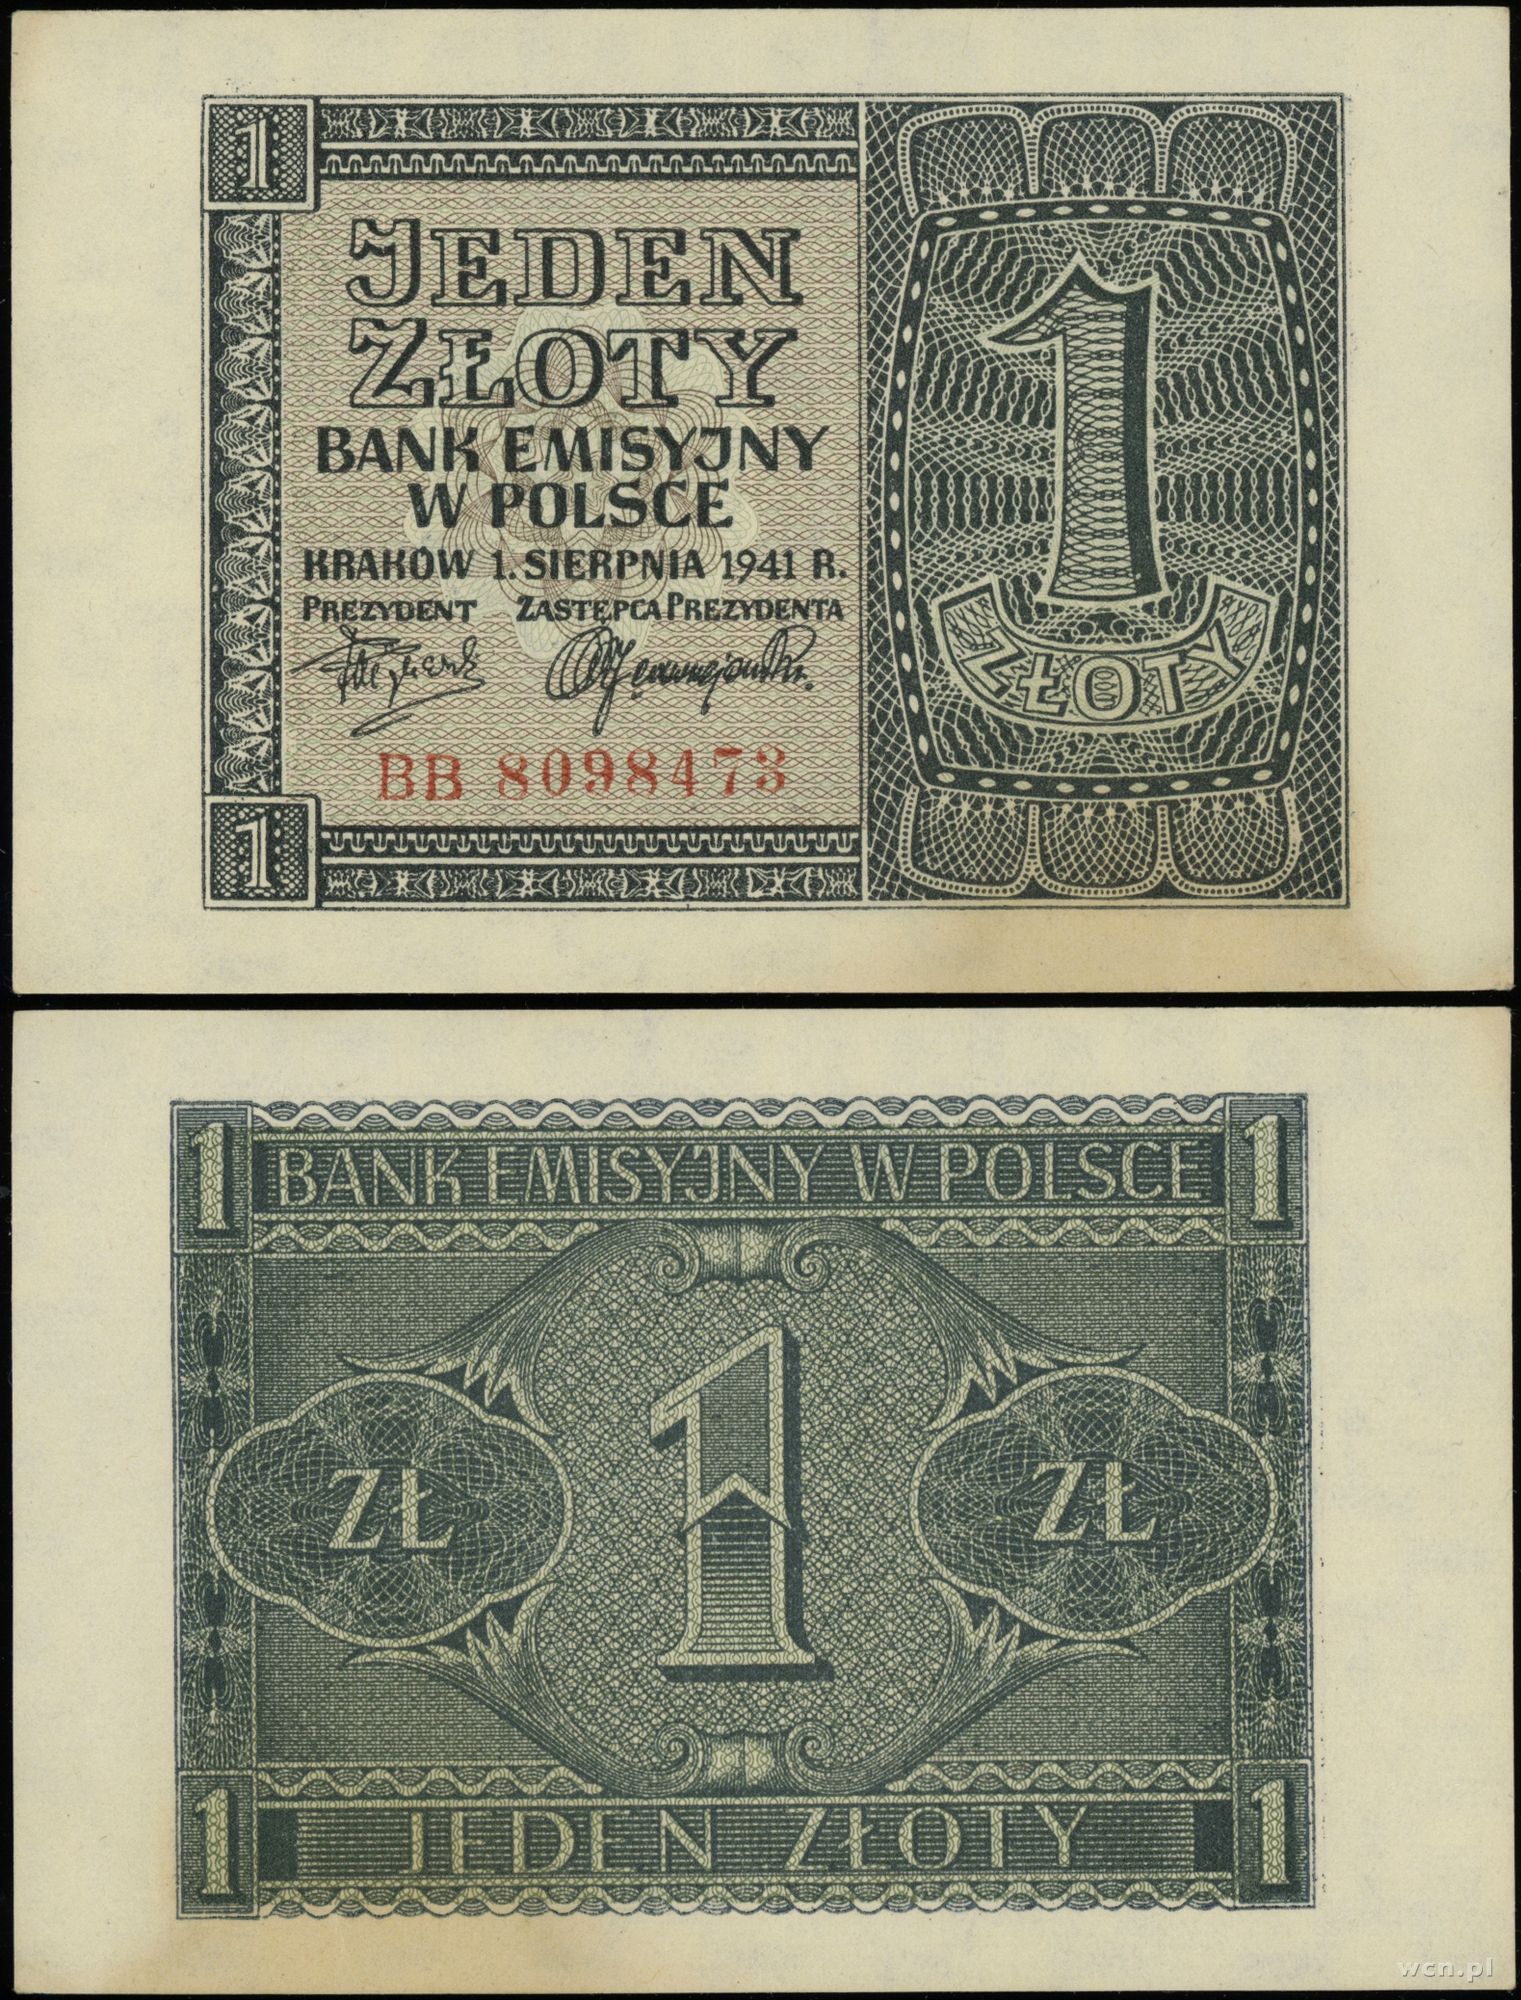 1
JEDEN
ZŁOTY
BANK EMISYJNY
W POLSCE
KRAKÓW 1. SIERPNIA 1941 R.
PREZYDENT ZASTĘPCA PREZYDENTA
BB 8098473
1
1
ZŁOTY
1 BANK EMISYJNY W POLSCE 1
ZŁ 1 ZŁ
1 JEDEN ZŁOTY 1
wcn.pl